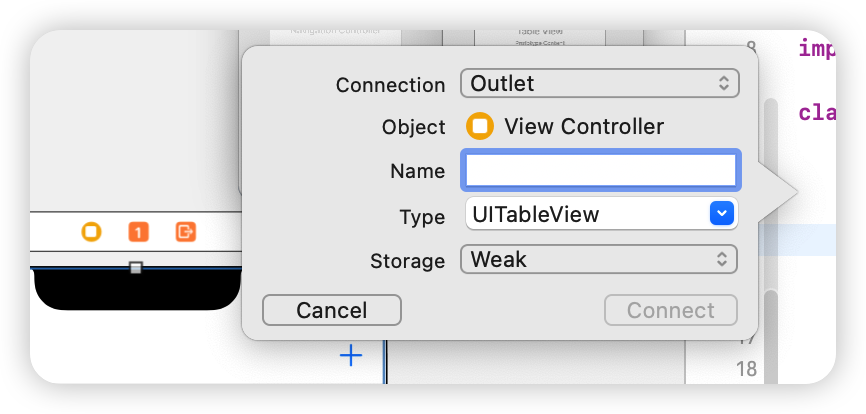 Navigation Controller
Table View
Prototype Content
8
imp
Connection
Outlet
cla
Object
View Controller
Name
Type
UITableView
1
Storage
Weak
Cancel
Connect
17
18